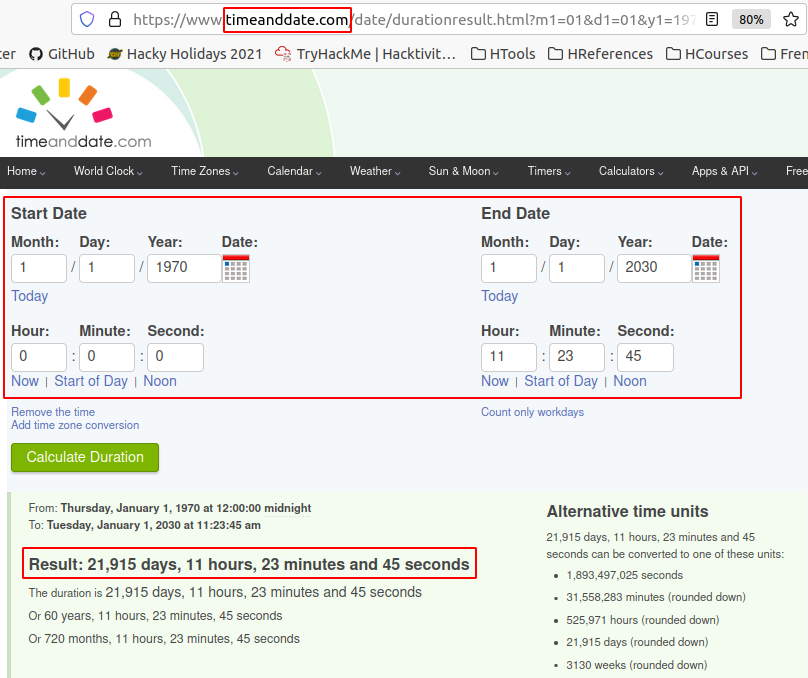 https://www.timeanddate.com/date/durationresult.html?m1=01&d1=01&y1=197 80%
ter GitHub Hacky Holidays 2021 TryHackMe | Hacktivit… HTools HReferences HCourses Fren
timeanddate.com
Home World Clock Time Zones Calendar Weather Sun & Moon Timers Calculators Apps & API Free
Start Date End Date
Month: Day: Year: Date: Month: Day: Year: Date:
1 / 1 / 1970 1 / 1 / 2030
Today Today
Hour: Minute: Second: Hour: Minute: Second:
0 : 0 : 0 11 : 23 : 45
Now | Start of Day | Noon Now | Start of Day | Noon
Remove the time Count only workdays
Add time zone conversion
Calculate Duration
From: Thursday, January 1, 1970 at 12:00:00 midnight
To: Tuesday, January 1, 2030 at 11:23:45 am
Result: 21,915 days, 11 hours, 23 minutes and 45 seconds
The duration is 21,915 days, 11 hours, 23 minutes and 45 seconds
Or 60 years, 11 hours, 23 minutes, 45 seconds
Or 720 months, 11 hours, 23 minutes, 45 seconds
Alternative time units
21,915 days, 11 hours, 23 minutes and 45
seconds can be converted to one of these units:
• 1,893,497,025 seconds
• 31,558,283 minutes (rounded down)
• 525,971 hours (rounded down)
• 21,915 days (rounded down)
• 3130 weeks (rounded down)